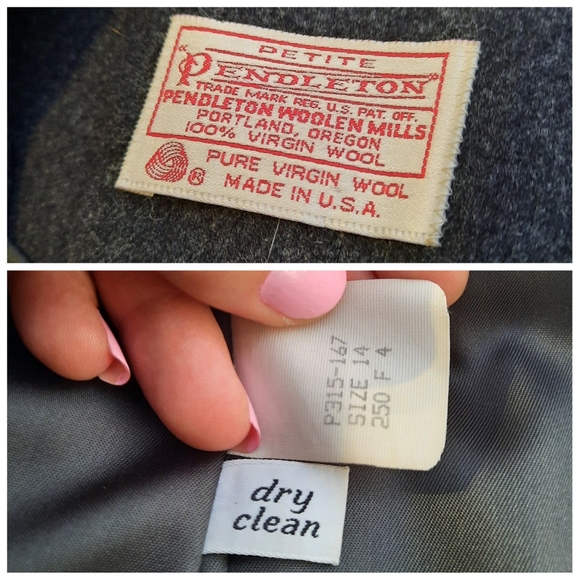 PETITE
"PENDLETON"
TRADE MARK REG. U.S. PAT. OFF.
PENDLETON WOOLEN MILLS
PORTLAND, OREGON
100% VIRGIN WOOL
PURE VIRGIN WOOL
® MADE IN U.S.A.
P315-167
SIZE 14
250 F 4
dry
clean